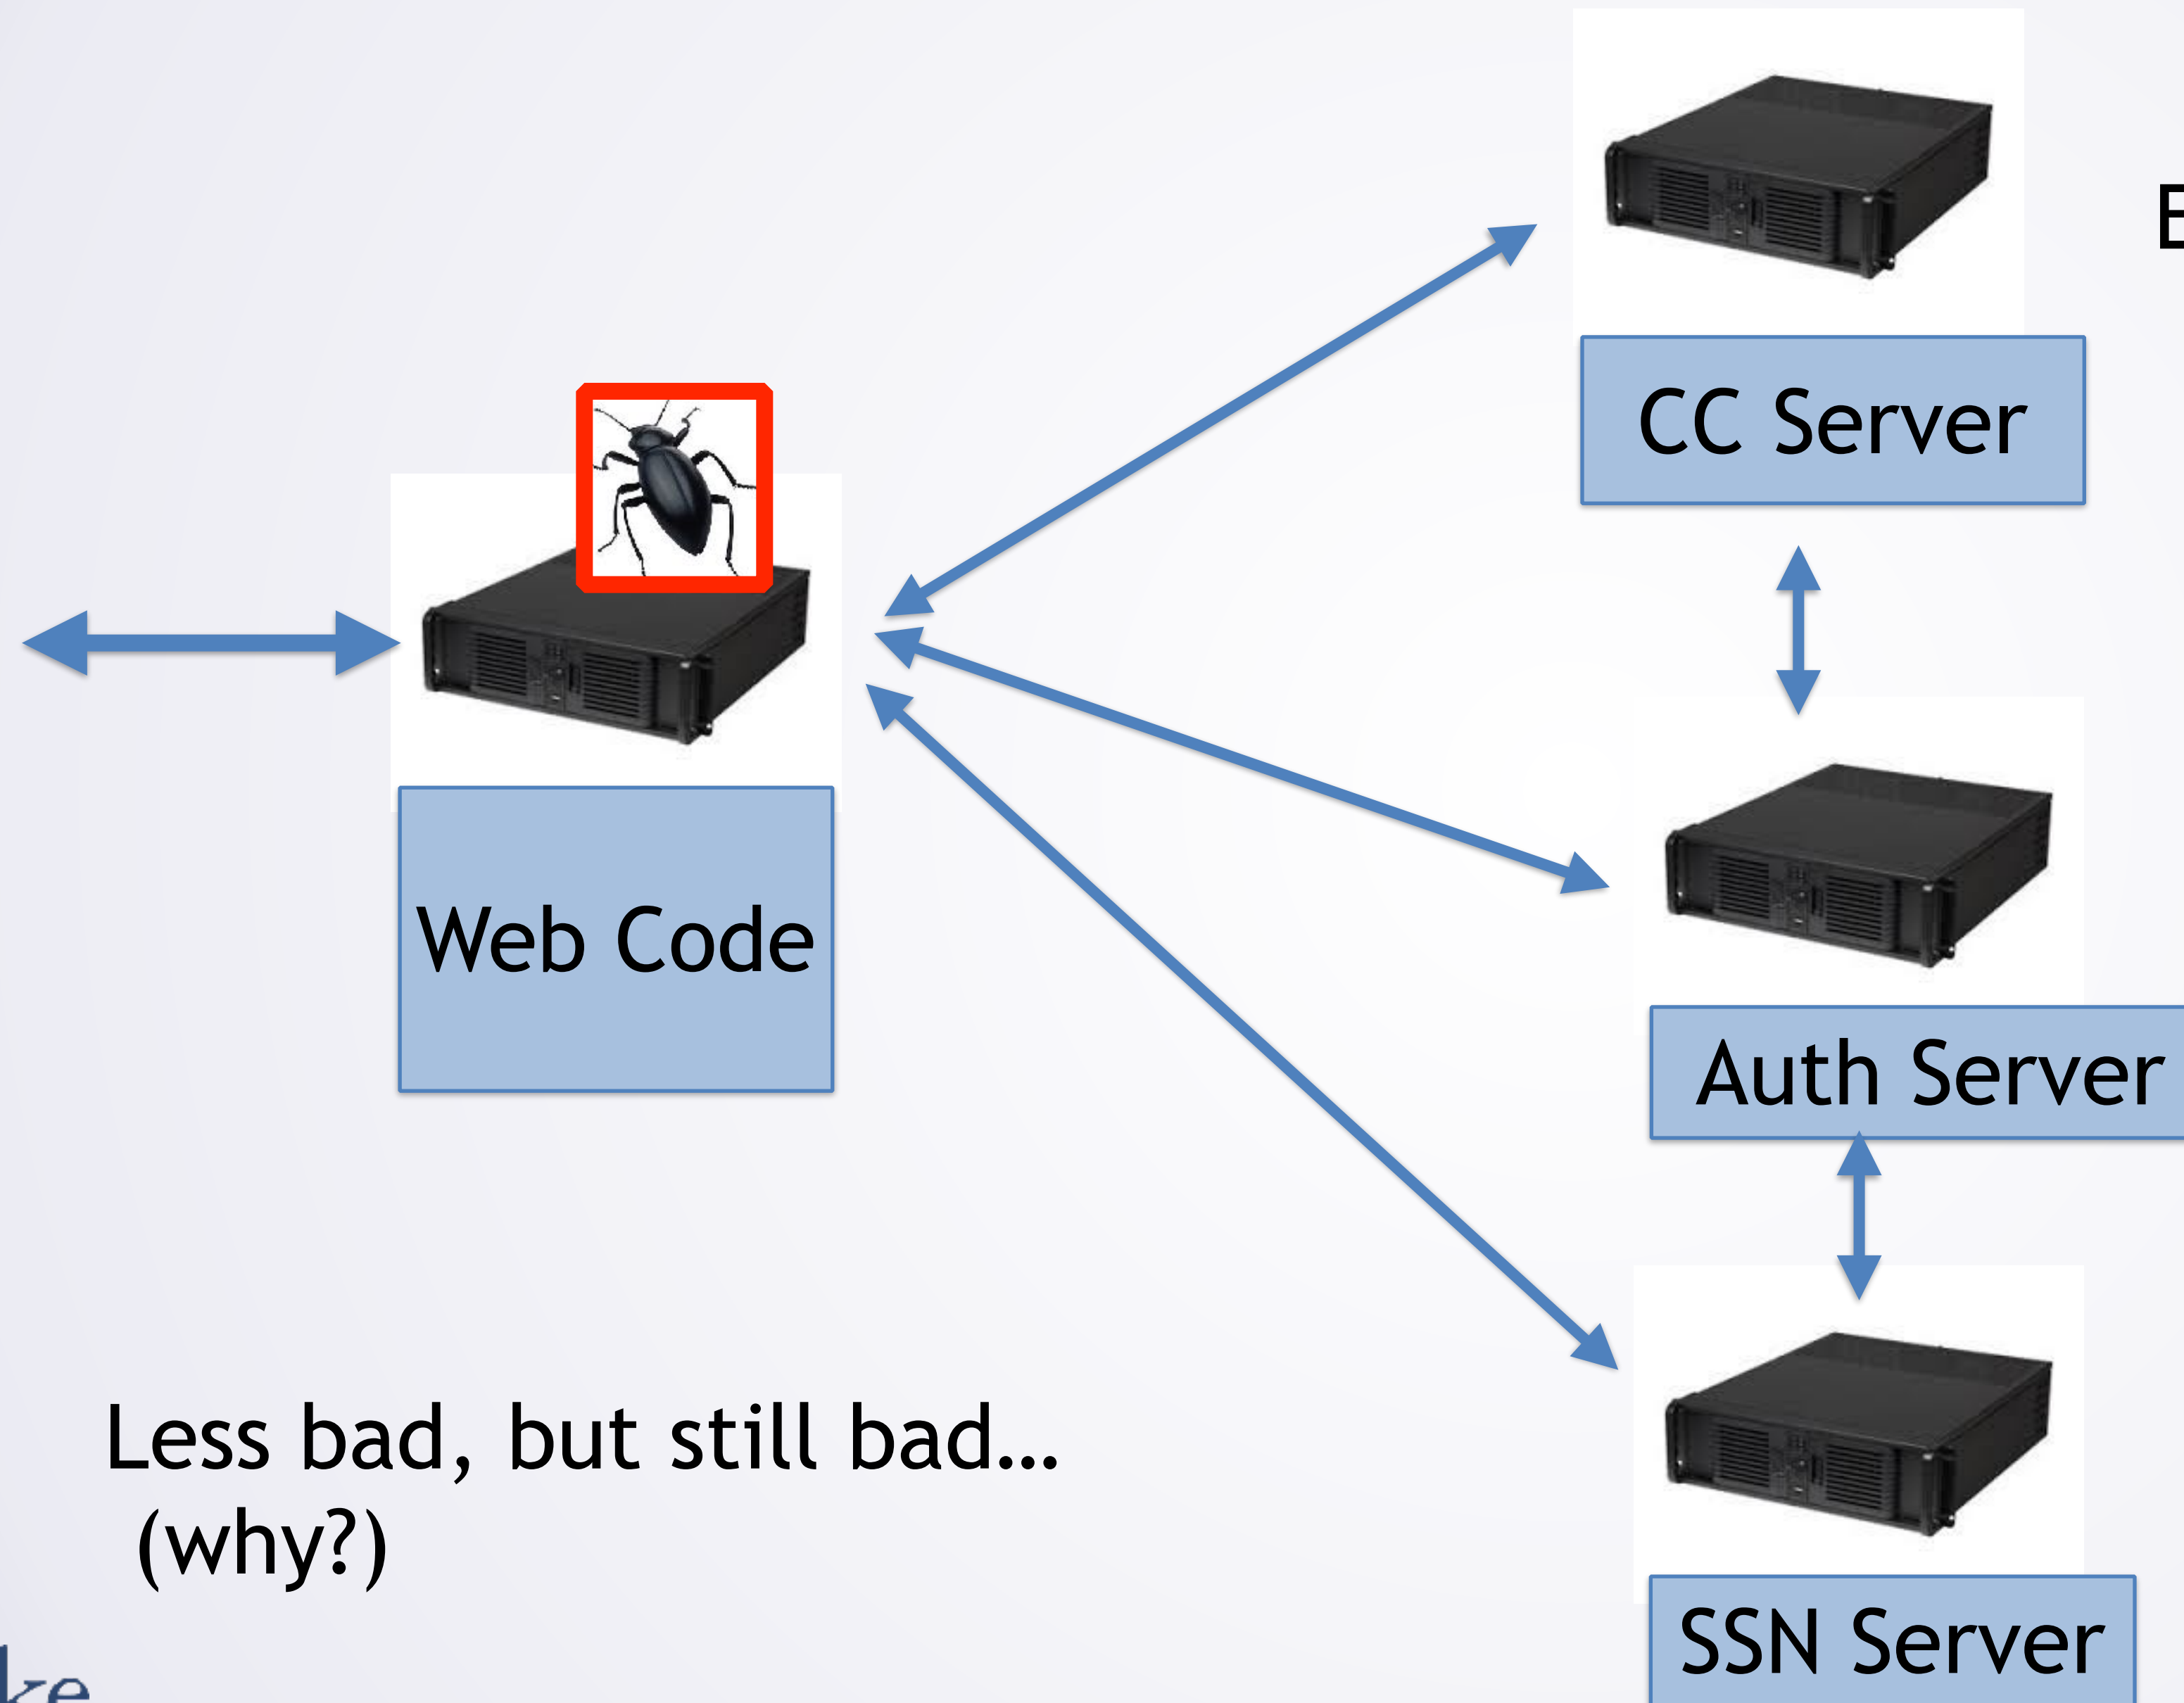 CC Server
Web Code
Auth Server
Less bad, but still bad…
(why?)
SSN Server